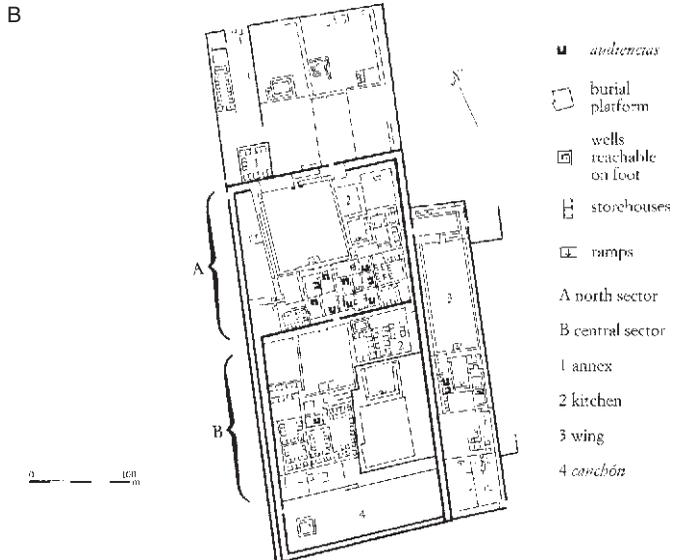 B
N
audiencias
burial
platform
wells
reachable
on foot
storehouses
ramps
A north sector
B central sector
1 annex
2 kitchen
3 wing
4 canchón
1
2
A
3
2
B
4
0 100
m